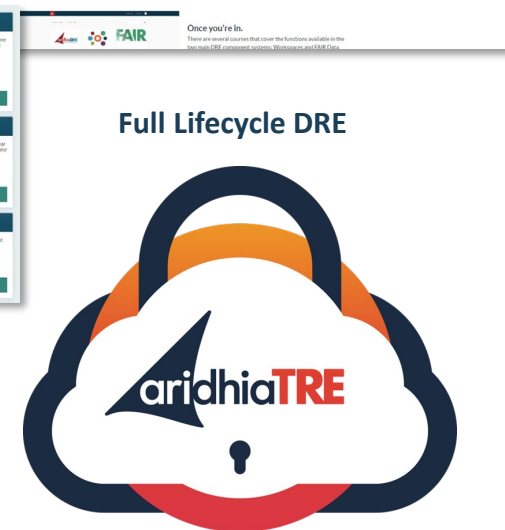 Once you're in.
There are several courses that cover the functions available in the
two main DRE component systems: Workspaces and FAIR Data
FAIR
Full Lifecycle DRE
aridhiaTRE